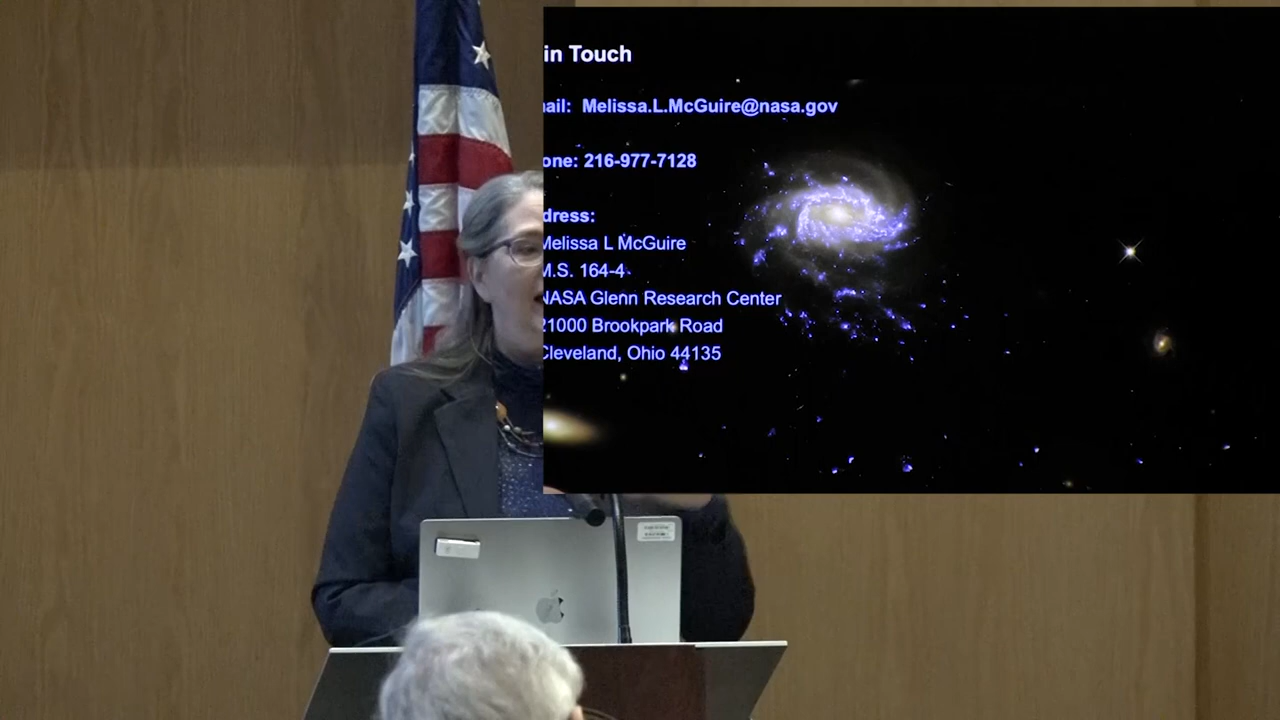 in Touch
ail: Melissa.L.McGuire@nasa.gov
one: 216-977-7128
dress:
Melissa L McGuire
M.S. 164-4
NASA Glenn Research Center
21000 Brookpark Road
Cleveland, Ohio 44135